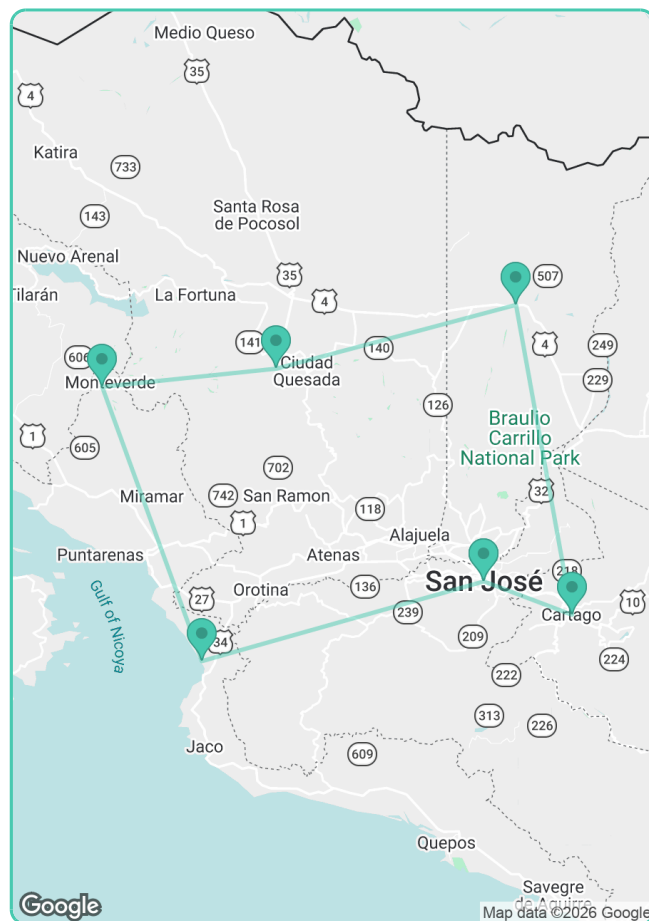 Medio Queso
35
4
Katira
733
143
Santa Rosa
de Pocosol
Nuevo Arenal
35
507
Tilarán
La Fortuna
4
141
140
4
249
606
Ciudad
Quesada
Monteverde
229
126
1
605
Braulio
Carrillo
National Park
702
32
742
San Ramon
Miramar
1
118
Alajuela
Puntarenas
Atenas
218
San José
136
Orotina
27
239
10
Cartago
Gulf of Nicoya
34
209
224
222
313
226
Jaco
609
Quepos
Savegre
de Aguirre
Google
Map data ©2026 Google